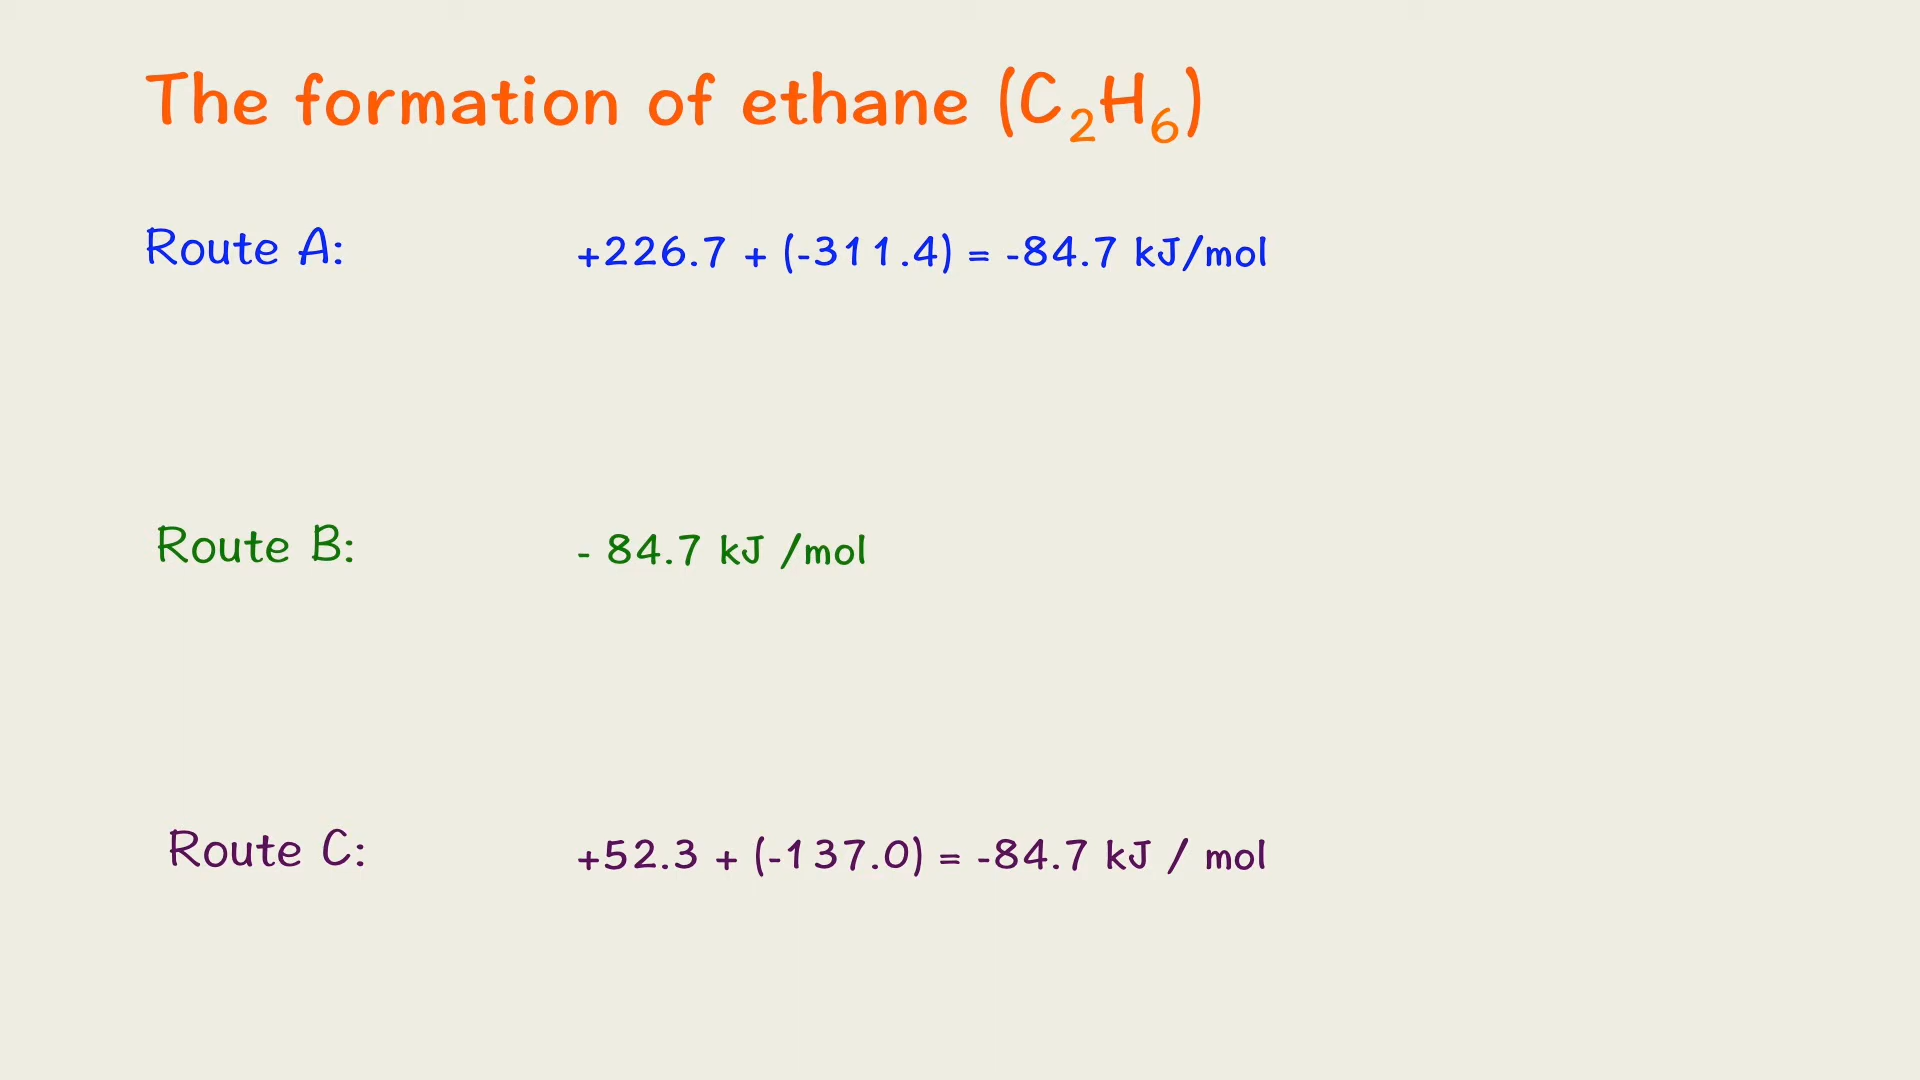 The formation of ethane (C₂H₆)
Route A: +226.7 + (-311.4) = -84.7 kJ/mol
Route B: - 84.7 kJ /mol
Route C: +52.3 + (-137.0) = -84.7 kJ / mol